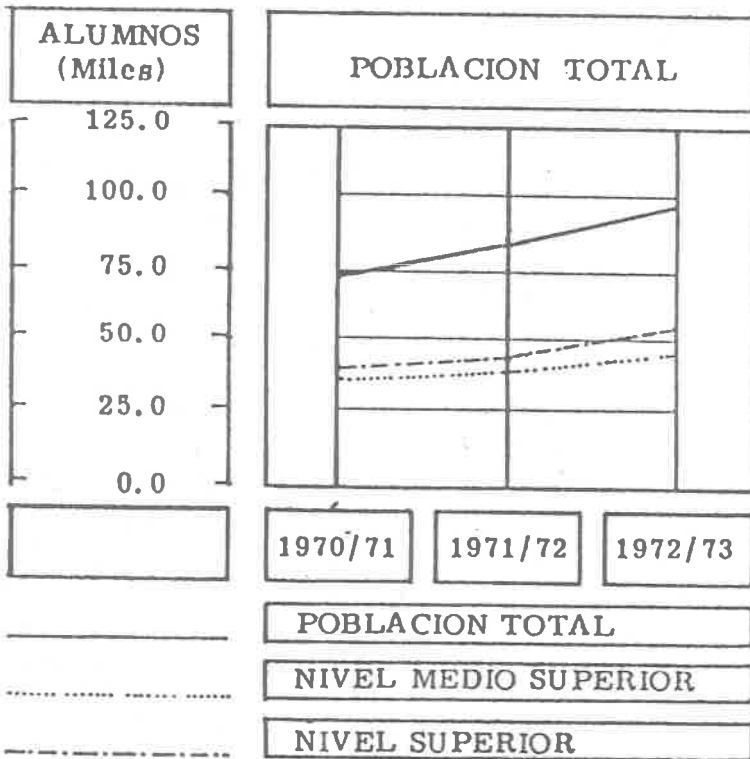 ALUMNOS
(Miles)
POBLACION TOTAL
125.0
100.0
75.0
50.0
25.0
0.0
1970/71
1971/72
1972/73
POBLACION TOTAL
NIVEL MEDIO SUPERIOR
NIVEL SUPERIOR